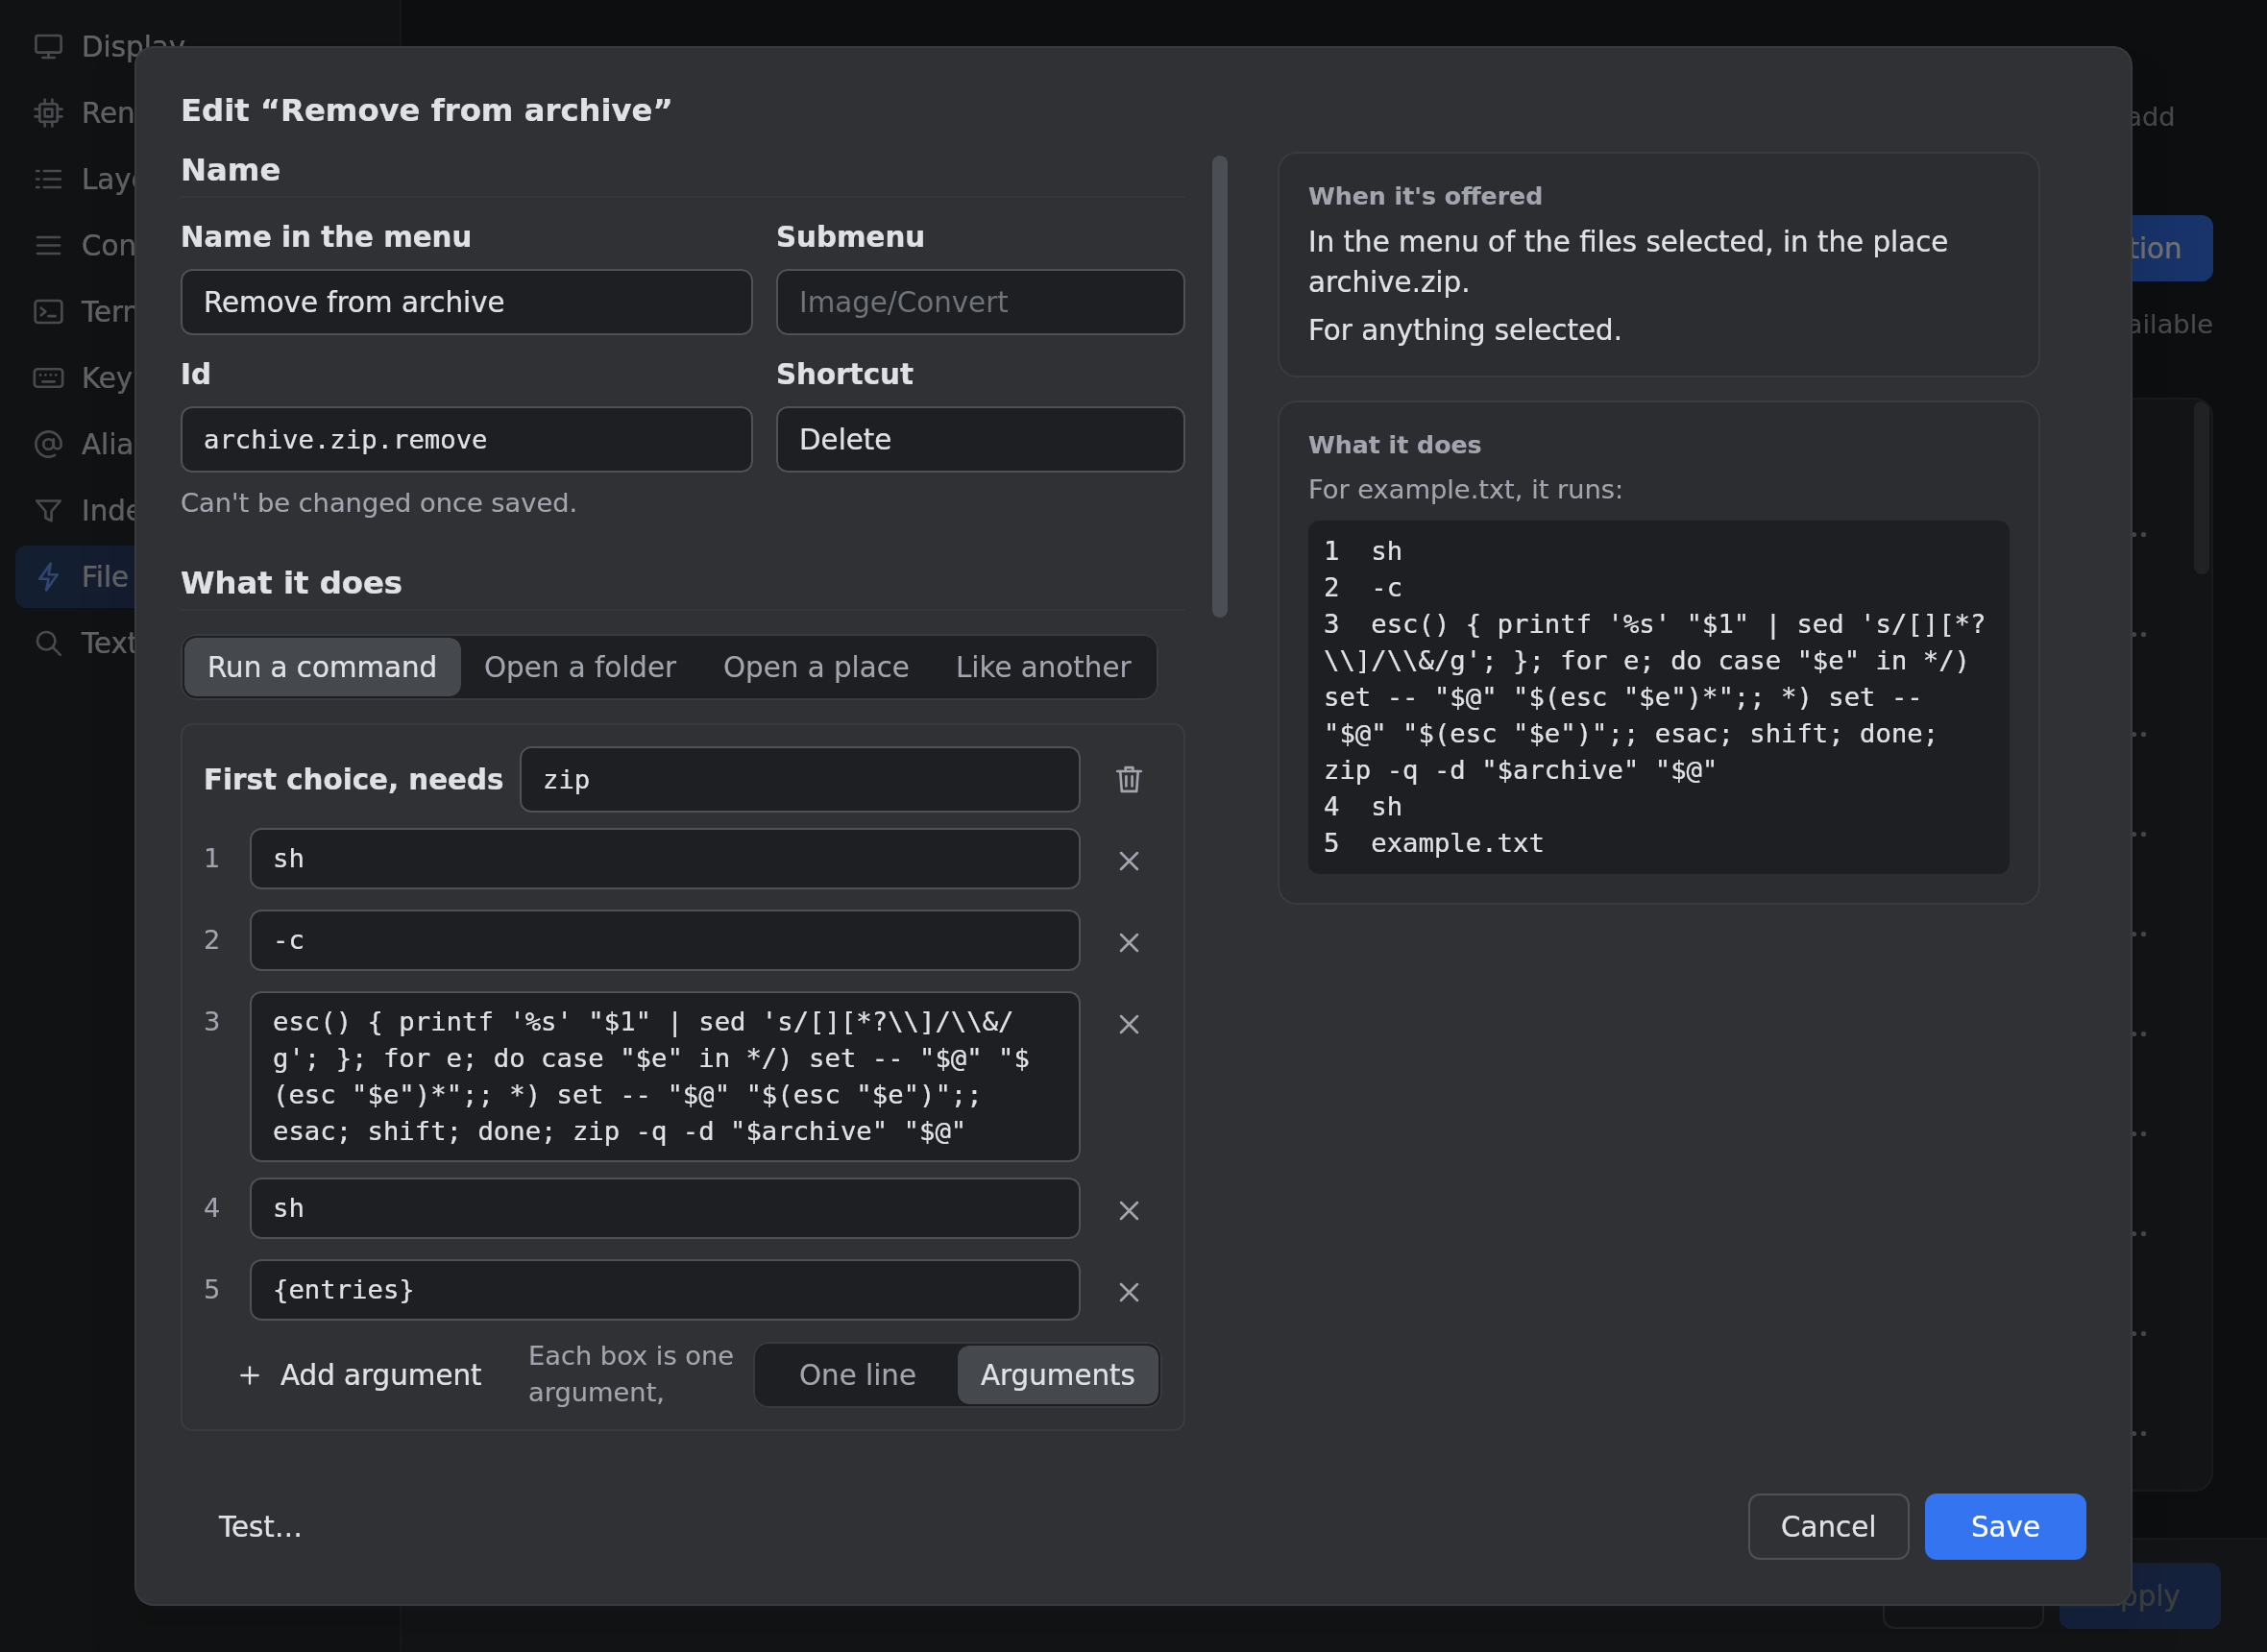 Display
Edit “Remove from archive”
Name
Name in the menu
Submenu
Remove from archive
Image/Convert
Id
Shortcut
archive.zip.remove
Delete
Can't be changed once saved.
What it does
Run a command
Open a folder
Open a place
Like another
First choice, needs
zip
1
sh
2
-c
3
esc() { printf '%s' "$1" | sed 's/[][*?\\]/\\&/
g'; }; for e; do case "$e" in */) set -- "$@" "$
(esc "$e")*";; *) set -- "$@" "$(esc "$e")";;
esac; shift; done; zip -q -d "$archive" "$@"
4
sh
5
{entries}
Add argument
Each box is one
argument,
One line
Arguments
When it's offered
In the menu of the files selected, in the place
archive.zip.
For anything selected.
What it does
For example.txt, it runs:
1  sh
2  -c
3  esc() { printf '%s' "$1" | sed 's/[][*?
\\]/\\&/g'; }; for e; do case "$e" in */)
set -- "$@" "$(esc "$e")*";; *) set --
"$@" "$(esc "$e")";; esac; shift; done;
zip -q -d "$archive" "$@"
4  sh
5  example.txt
Test...
Cancel
Save
File
Text
add